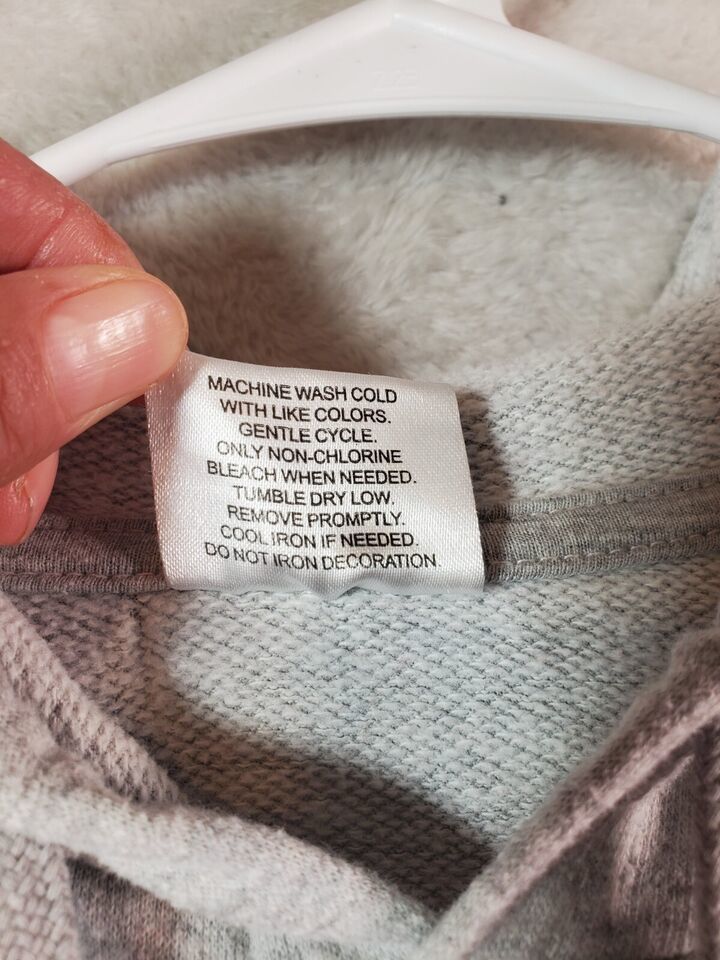 MACHINE WASH COLD
WITH LIKE COLORS.
GENTLE CYCLE.
ONLY NON-CHLORINE
BLEACH WHEN NEEDED.
TUMBLE DRY LOW.
REMOVE PROMPTLY.
COOL IRON IF NEEDED.
DO NOT IRON DECORATION.